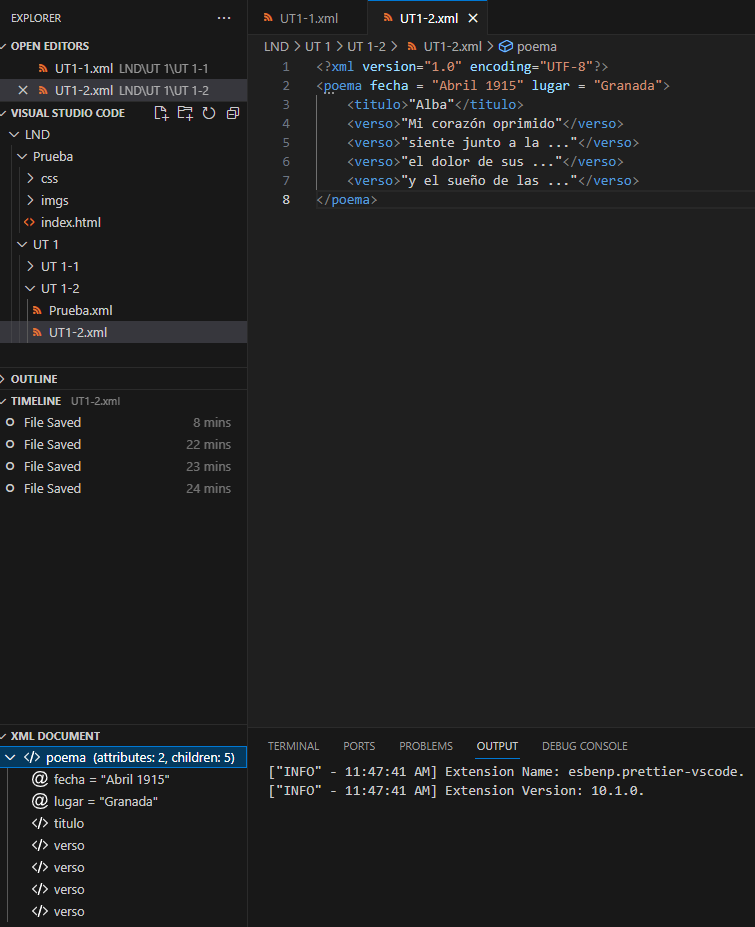 EXPLORER ...
OPEN EDITORS
UT1-1.xml LND\UT 1\UT 1-1
UT1-2.xml LND\UT 1\UT 1-2
VISUAL STUDIO CODE
LND
Prueba
css
imgs
index.html
UT 1
UT 1-1
UT 1-2
Prueba.xml
UT1-2.xml
OUTLINE
TIMELINE UT1-2.xml
File Saved 8 mins
File Saved 22 mins
File Saved 23 mins
File Saved 24 mins
XML DOCUMENT
poema (attributes: 2, children: 5)
fecha = "Abril 1915"
lugar = "Granada"
titulo
verso
verso
verso
verso
UT1-1.xml UT1-2.xml
LND > UT 1 > UT 1-2 > UT1-2.xml > poema
1 <?xml version="1.0" encoding="UTF-8"?>
2 <poema fecha = "Abril 1915" lugar = "Granada">
3 <titulo>"Alba"</titulo>
4 <verso>"Mi corazón oprimido"</verso>
5 <verso>"siente junto a la ..."</verso>
6 <verso>"el dolor de sus ..."</verso>
7 <verso>"y el sueño de las ..."</verso>
8 </poema>
TERMINAL PORTS PROBLEMS OUTPUT DEBUG CONSOLE
["INFO" - 11:47:41 AM] Extension Name: esbenp.prettier-vscode.
["INFO" - 11:47:41 AM] Extension Version: 10.1.0.